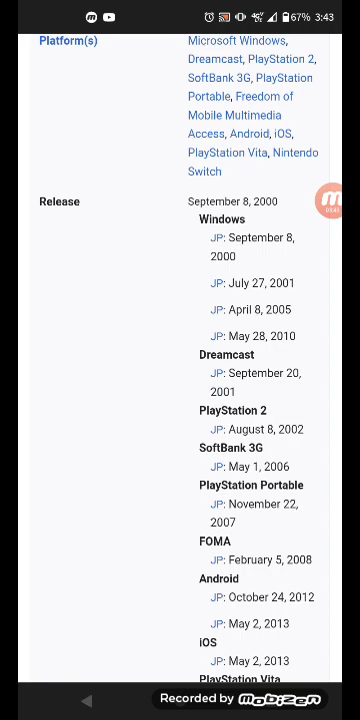 67% 3:43
Platform(s)
Microsoft Windows,
Dreamcast, PlayStation 2,
SoftBank 3G, PlayStation
Portable, Freedom of
Mobile Multimedia
Access, Android, iOS,
PlayStation Vita, Nintendo
Switch
Release
September 8, 2000
Windows
JP: September 8,
2000
JP: July 27, 2001
JP: April 8, 2005
JP: May 28, 2010
Dreamcast
JP: September 20,
2001
PlayStation 2
JP: August 8, 2002
SoftBank 3G
JP: May 1, 2006
PlayStation Portable
JP: November 22,
2007
FOMA
JP: February 5, 2008
Android
JP: October 24, 2012
JP: May 2, 2013
iOS
JP: May 2, 2013
PlayStation Vita
Recorded by mobizen